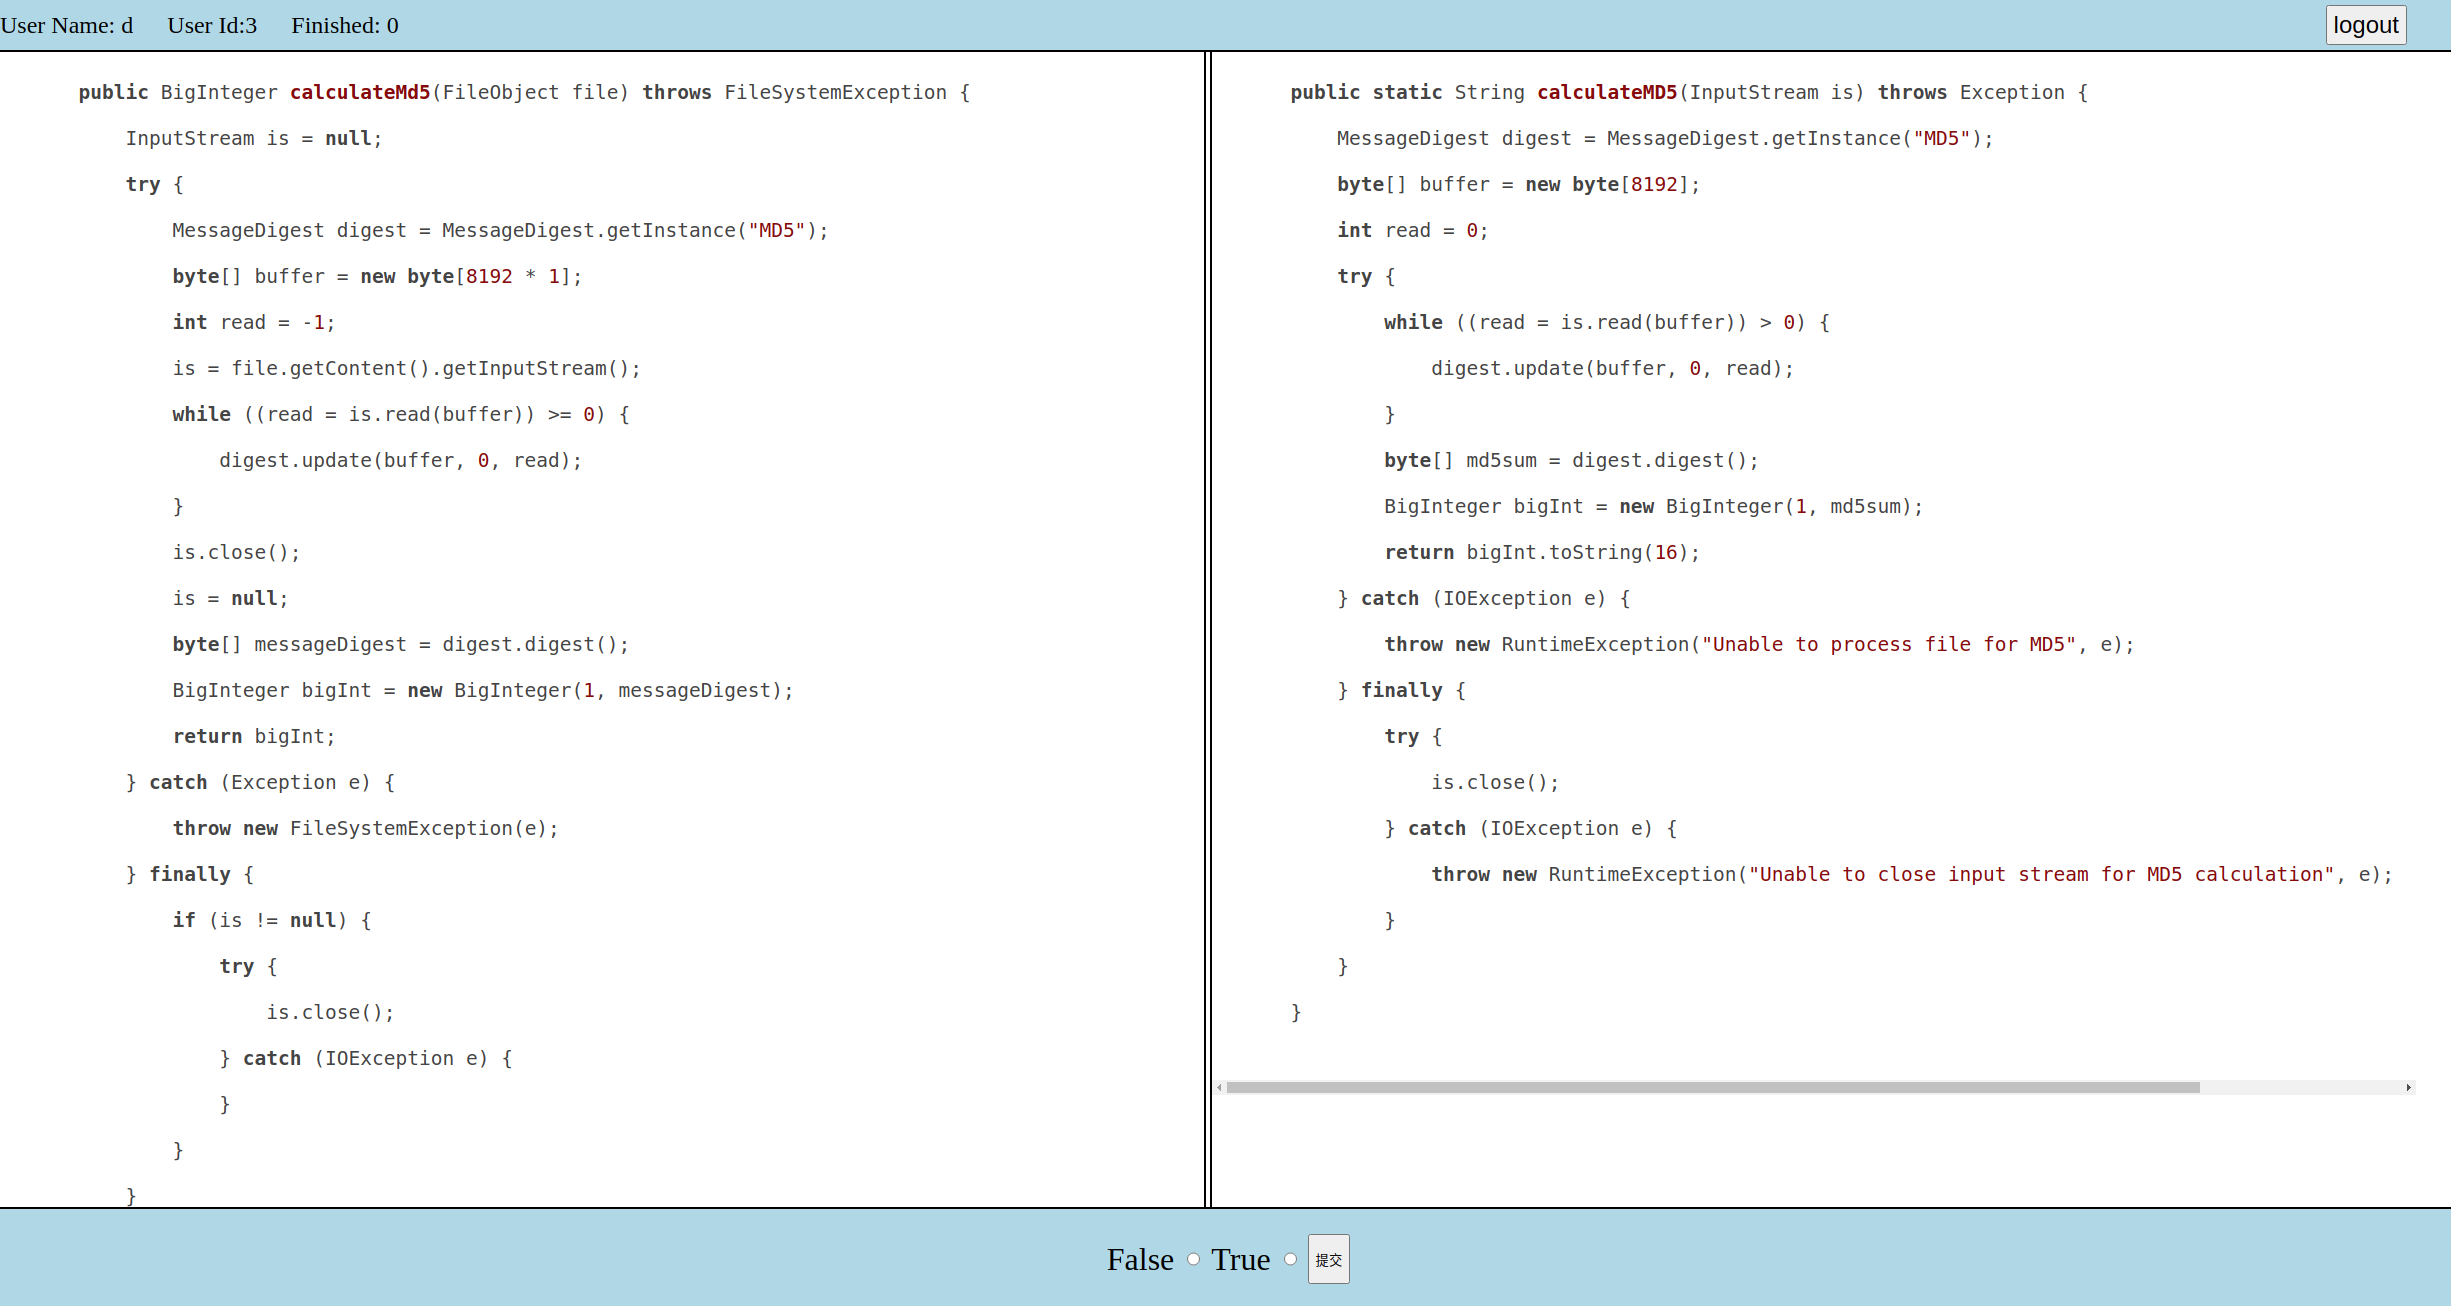 User Name: d User Id:3 Finished: 0 logout
public BigInteger calculateMd5(FileObject file) throws FileSystemException {
InputStream is = null;
try {
MessageDigest digest = MessageDigest.getInstance("MD5");
byte[] buffer = new byte[8192 * 1];
int read = -1;
is = file.getContent().getInputStream();
while ((read = is.read(buffer)) >= 0) {
digest.update(buffer, 0, read);
}
is.close();
is = null;
byte[] messageDigest = digest.digest();
BigInteger bigInt = new BigInteger(1, messageDigest);
return bigInt;
} catch (Exception e) {
throw new FileSystemException(e);
} finally {
if (is != null) {
try {
is.close();
} catch (IOException e) {
}
}
}
public static String calculateMD5(InputStream is) throws Exception {
MessageDigest digest = MessageDigest.getInstance("MD5");
byte[] buffer = new byte[8192];
int read = 0;
try {
while ((read = is.read(buffer)) > 0) {
digest.update(buffer, 0, read);
}
byte[] md5sum = digest.digest();
BigInteger bigInt = new BigInteger(1, md5sum);
return bigInt.toString(16);
} catch (IOException e) {
throw new RuntimeException("Unable to process file for MD5", e);
} finally {
try {
is.close();
} catch (IOException e) {
throw new RuntimeException("Unable to close input stream for MD5 calculation", e);
}
}
}
False True 提交